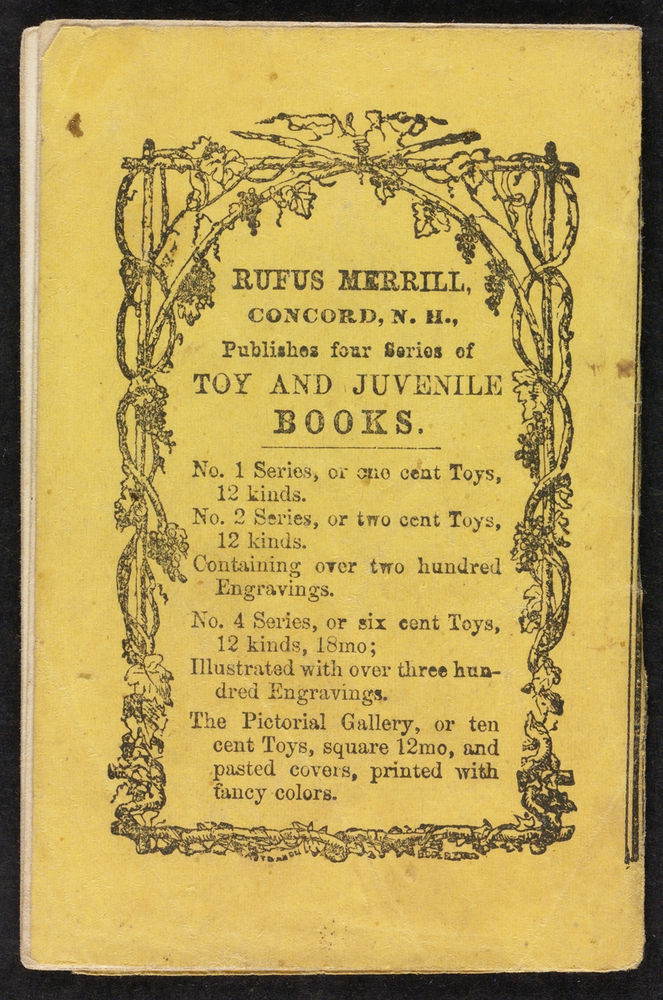 RUFUS MERRILL,
CONCORD, N. H.,
Publishes four Series of
TOY AND JUVENILE
BOOKS.
No. 1 Series, or one cent Toys,
12 kinds.
No. 2 Series, or two cent Toys,
12 kinds.
Containing over two hundred
Engravings.
No. 4 Series, or six cent Toys,
12 kinds, 18mo;
Illustrated with over three hun-
dred Engravings.
The Pictorial Gallery, or ten
cent Toys, square 12mo, and
pasted covers, printed with
fancy colors.